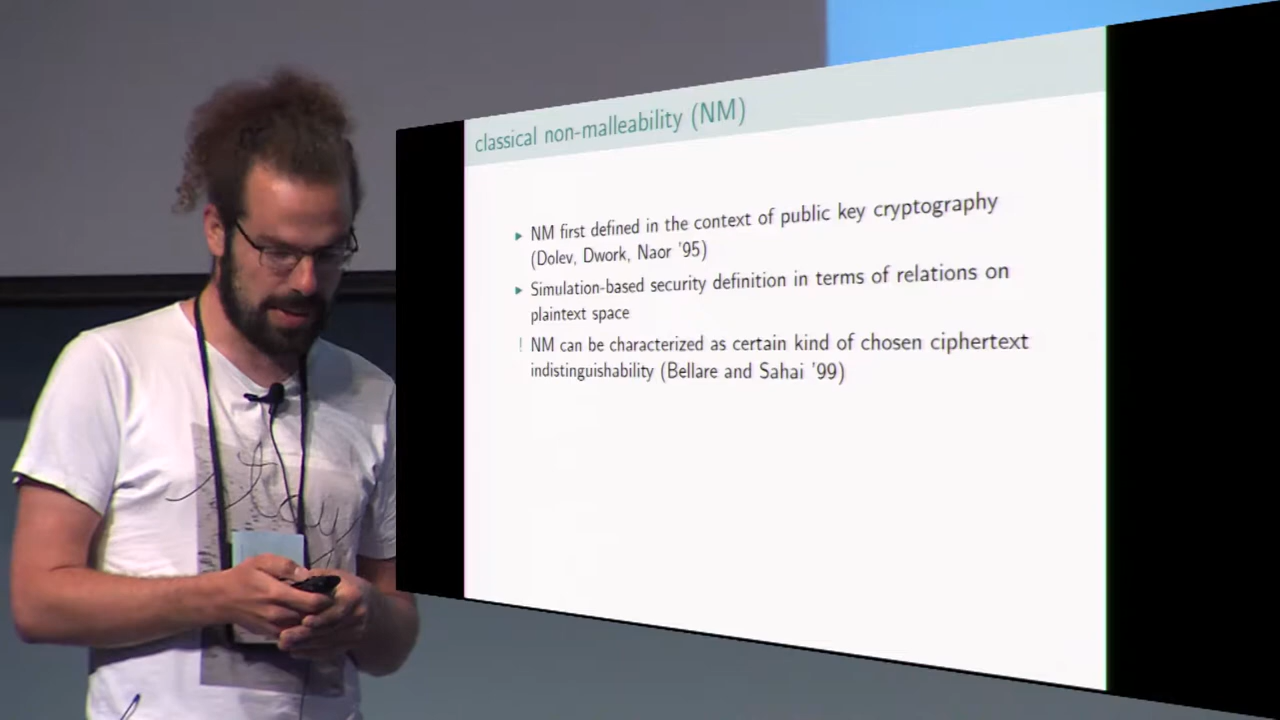 classical non-malleability (NM)
NM first defined in the context of public key cryptography
(Dolev, Dwork, Naor '95)
Simulation-based security definition in terms of relations on
plaintext space
! NM can be characterized as certain kind of chosen ciphertext
indistinguishability (Bellare and Sahai '99)